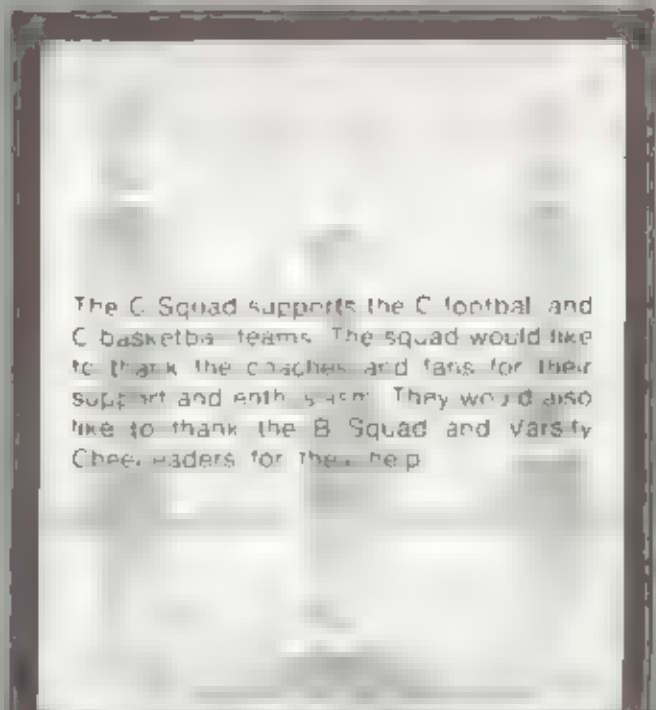 The C Squad supports the C football and
C basketball teams. The squad would like
to thank the coaches and fans for their
support and enthusiasm. They would also
like to thank the B Squad and Varsity
Cheerleaders for their help.